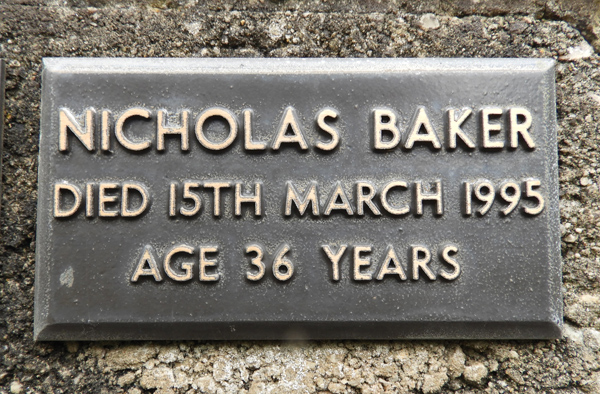 NICHOLAS BAKER
DIED 15TH MARCH 1995
AGE 36 YEARS